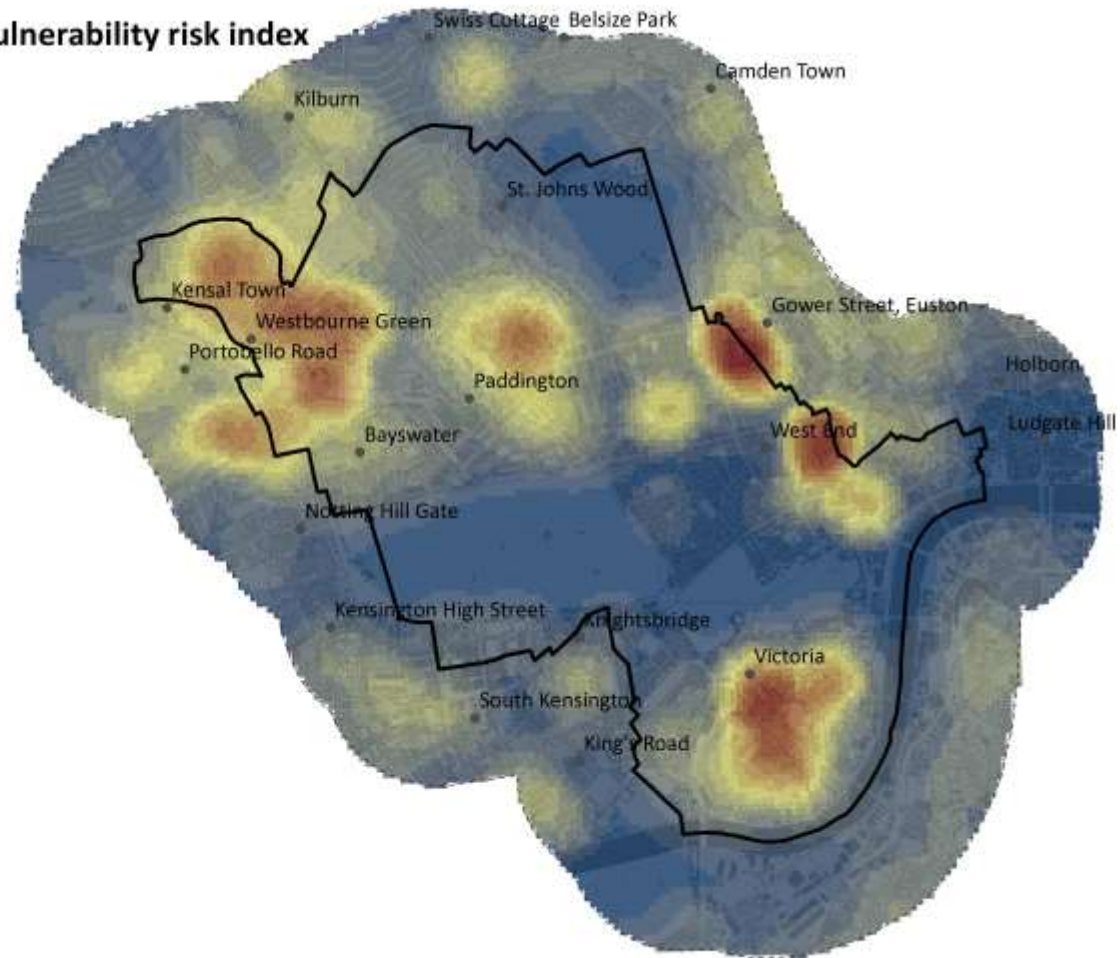 ulnerability risk index
Swiss Cottage Belsize Park
Camden Town
Kilburn
St. Johns Wood
Kensal Town
Gower Street, Euston
Westbourne Green
Portobello Road
Holborn
Paddington
Ludgate Hill
West End
Bayswater
Notting Hill Gate
Kensington High Street
Knightsbridge
Victoria
South Kensington
King's Road